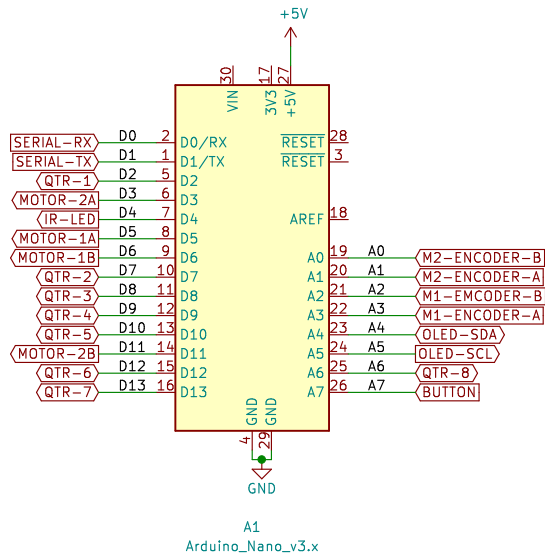 +5V
30 17 27
VIN 3V3 +5V
SERIAL-RX D0 2 D0/RX RESET 28
SERIAL-TX D1 1 D1/TX RESET 3
QTR-1 D2 5 D2
MOTOR-2A D3 6 D3
IR-LED D4 7 D4 AREF 18
MOTOR-1A D5 8 D5
MOTOR-1B D6 9 D6 A0 19 A0 M2-ENCODER-B
QTR-2 D7 10 D7 A1 20 A1 M2-ENCODER-A
QTR-3 D8 11 D8 A2 21 A2 M1-EMCODER-B
QTR-4 D9 12 D9 A3 22 A3 M1-ENCODER-A
QTR-5 D10 13 D10 A4 23 A4 OLED-SDA
MOTOR-2B D11 14 D11 A5 24 A5 OLED-SCL
QTR-6 D12 15 D12 A6 25 A6 QTR-8
QTR-7 D13 16 D13 A7 26 A7 BUTTON
GND GND
4 29
GND
A1
Arduino_Nano_v3.x